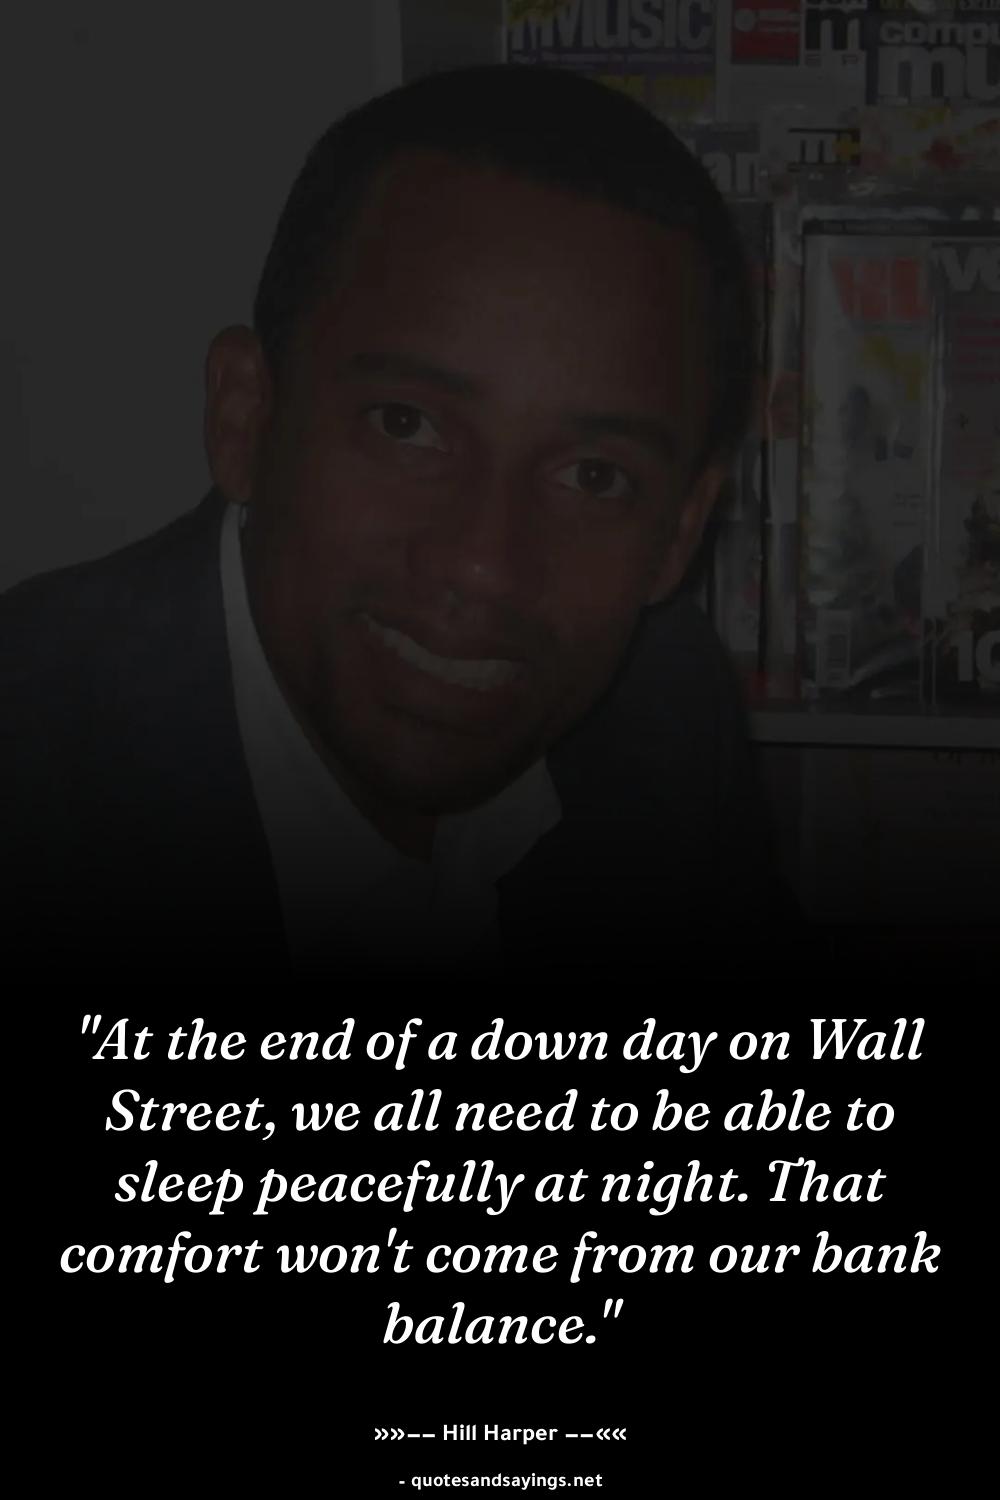 Music
"At the end of a down day on Wall
Street, we all need to be able to
sleep peacefully at night. That
comfort won't come from our bank
balance."
»»–– Hill Harper ––««
- quotesandsayings.net